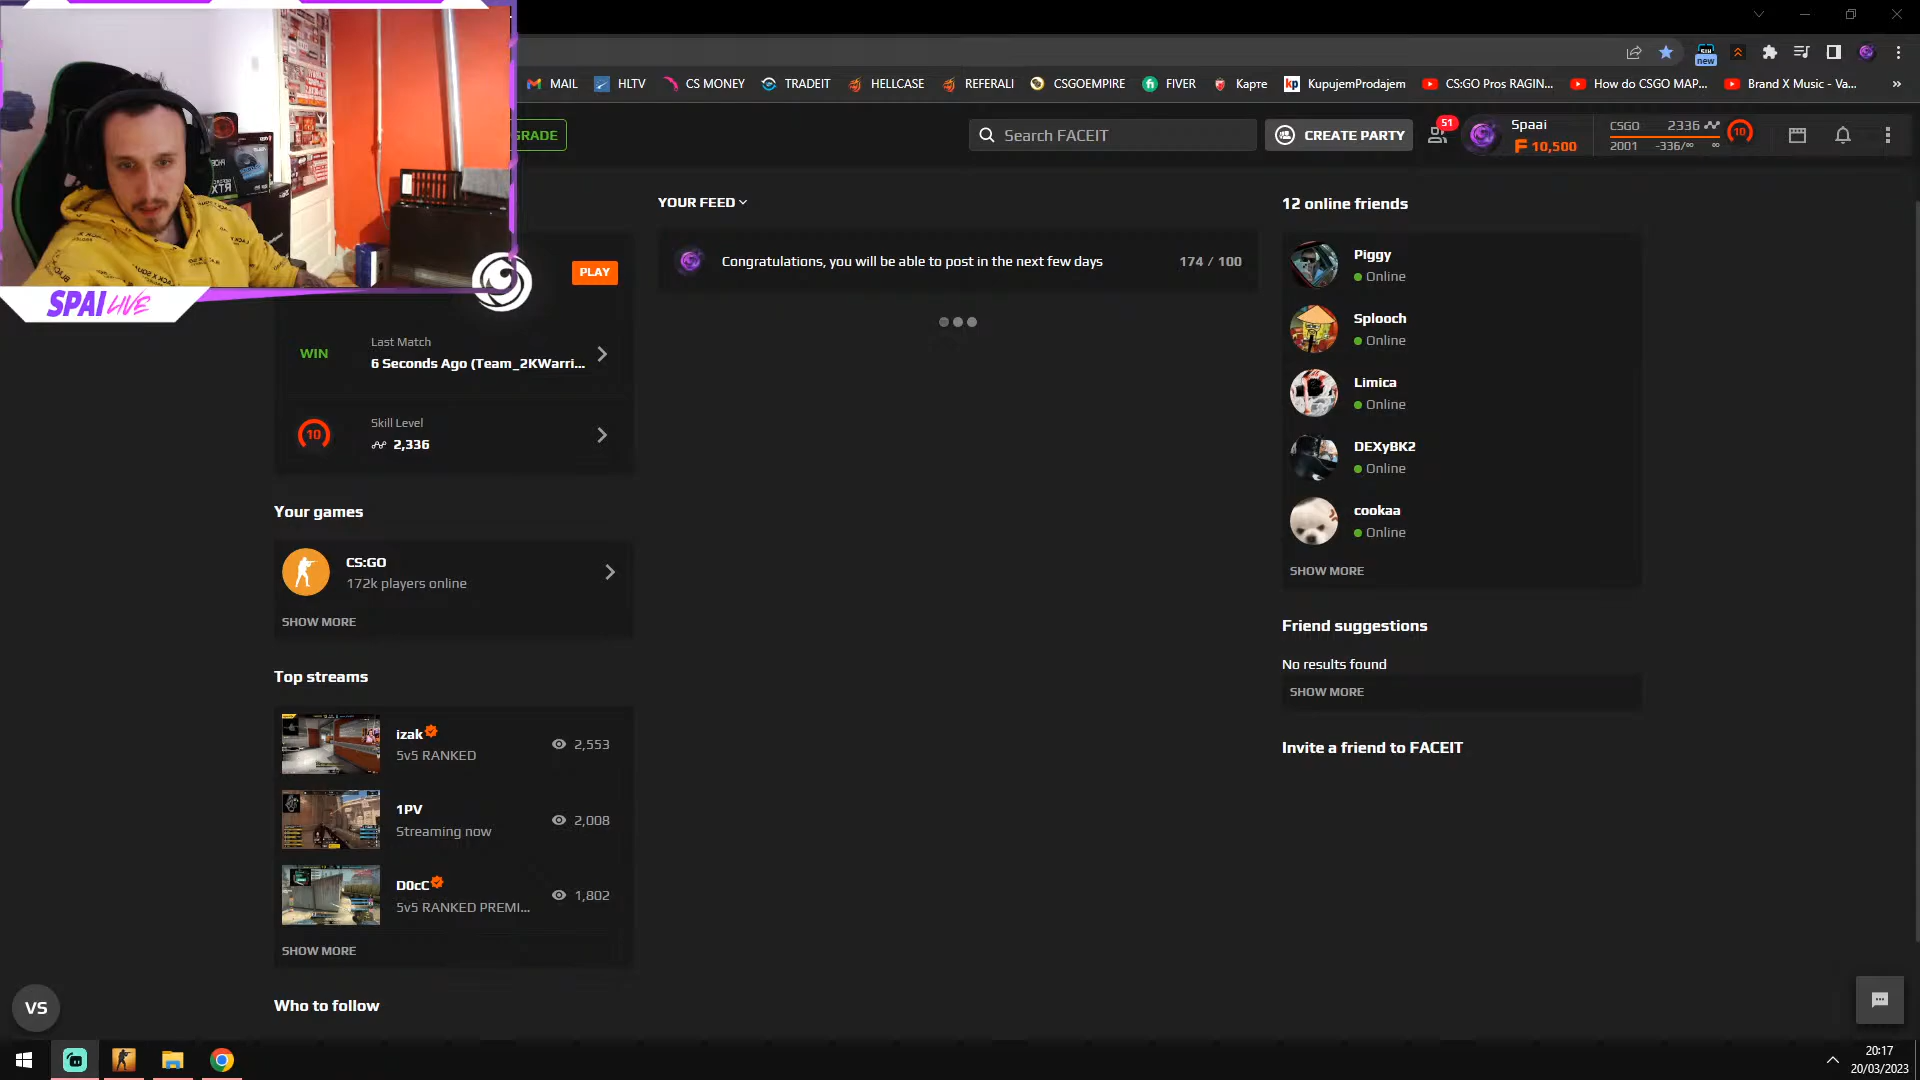 MAIL
HLTV
CS MONEY
TRADEIT
HELLCASE
REFERALI
CSGOEMPIRE
FIVER
Карте
KupujemProdajem
CS:GO Pros RAGIN...
How do CSGO MAP...
Brand X Music - Va...
new
GRADE
Search FACEIT
CREATE PARTY
51
Spaai
10,500
CSGO 2336
2001 -336/∞ ∞
10
SPAI LIVE
PLAY
WIN
Last Match
6 Seconds Ago (Team_2KWarri...
10
Skill Level
2,336
Your games
CS:GO
172k players online
SHOW MORE
Top streams
izak
5v5 RANKED
2,553
1PV
Streaming now
2,008
D0cC
5v5 RANKED PREMI...
1,802
SHOW MORE
Who to follow
YOUR FEED
Congratulations, you will be able to post in the next few days
174 / 100
12 online friends
Piggy
Online
Splooch
Online
Limica
Online
DEXyBK2
Online
cookaa
Online
SHOW MORE
Friend suggestions
No results found
SHOW MORE
Invite a friend to FACEIT
VS
20:17
20/03/2023